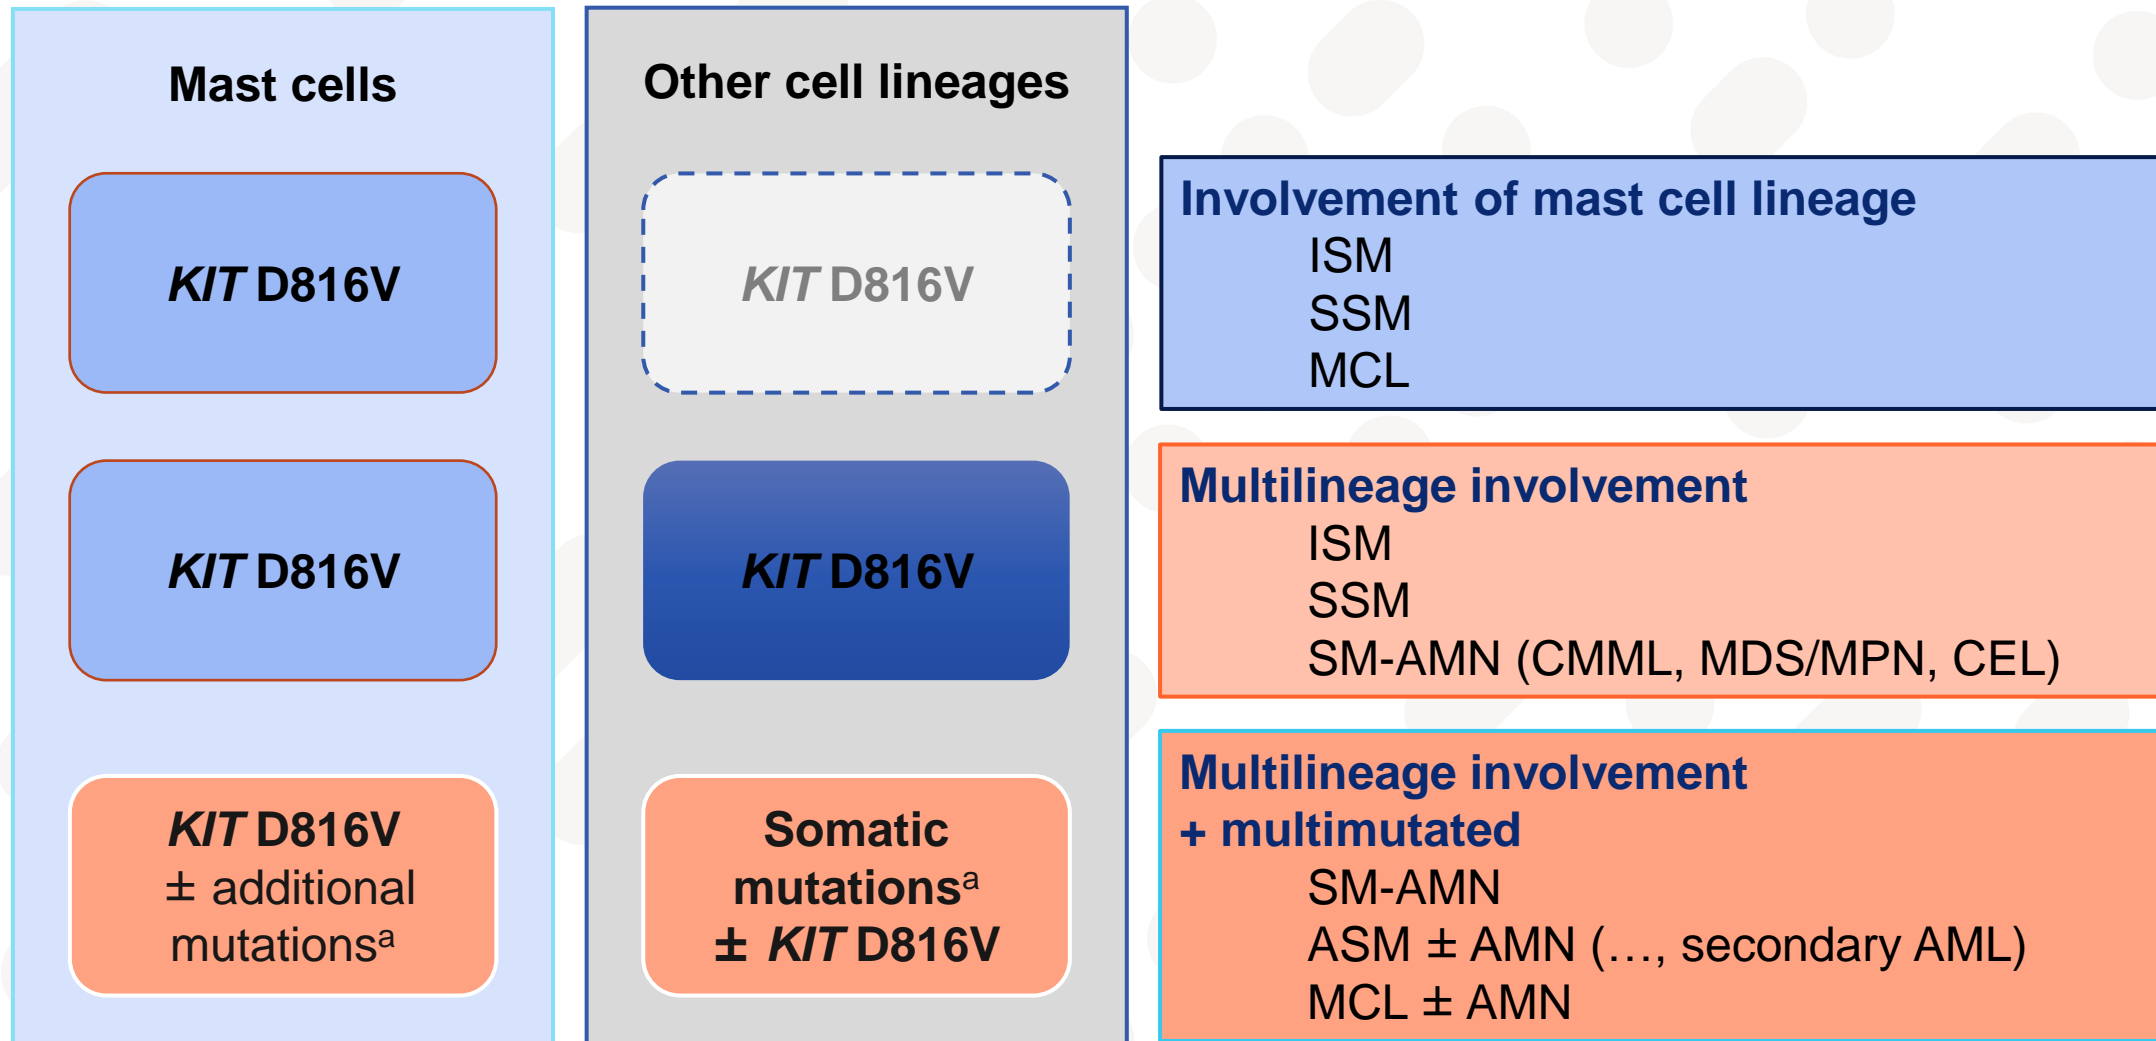 Mast cells
Other cell lineages
KIT D816V
KIT D816V
Involvement of mast cell lineage
ISM
SSM
MCL
KIT D816V
KIT D816V
Multilineage involvement
ISM
SSM
SM-AMN (CMML, MDS/MPN, CEL)
KIT D816V
± additional
mutationsᵃ
Somatic
mutationsᵃ
± KIT D816V
Multilineage involvement
+ multimutated
SM-AMN
ASM ± AMN (…, secondary AML)
MCL ± AMN